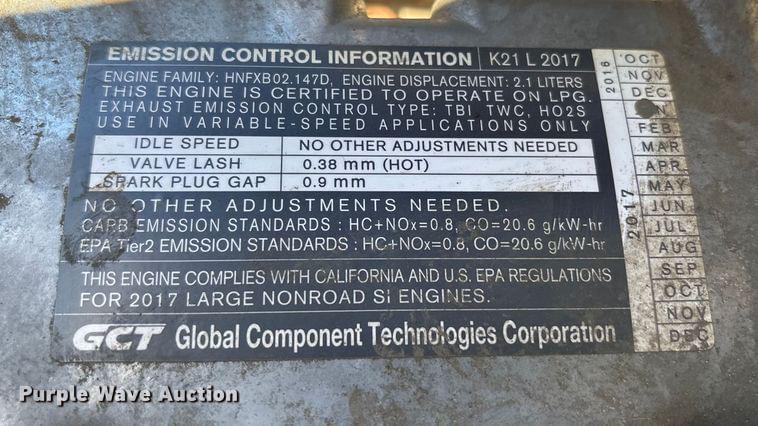 EMISSION CONTROL INFORMATION K21 L 2017
ENGINE FAMILY: HNFXB02.147D, ENGINE DISPLACEMENT: 2.1 LITERS
THIS ENGINE IS CERTIFIED TO OPERATE ON LPG.
EXHAUST EMISSION CONTROL TYPE: TBI, TWC, HO2S
USE IN VARIABLE-SPEED APPLICATIONS ONLY
IDLE SPEED NO OTHER ADJUSTMENTS NEEDED
VALVE LASH 0.38 mm (HOT)
SPARK PLUG GAP 0.9 mm
NO OTHER ADJUSTMENTS NEEDED.
CARB EMISSION STANDARDS : HC+NOx=0.8, CO=20.6 g/kW-hr
EPA Tier2 EMISSION STANDARDS : HC+NOx=0.8, CO=20.6 g/kW-hr
THIS ENGINE COMPLIES WITH CALIFORNIA AND U.S. EPA REGULATIONS
FOR 2017 LARGE NONROAD SI ENGINES.
GCT Global Component Technologies Corporation
2016
OCT
NOV
DEC
2017
FEB
MAR
APR
MAY
JUN
JUL
AUG
SEP
OCT
NOV
DEC
Purple Wave Auction